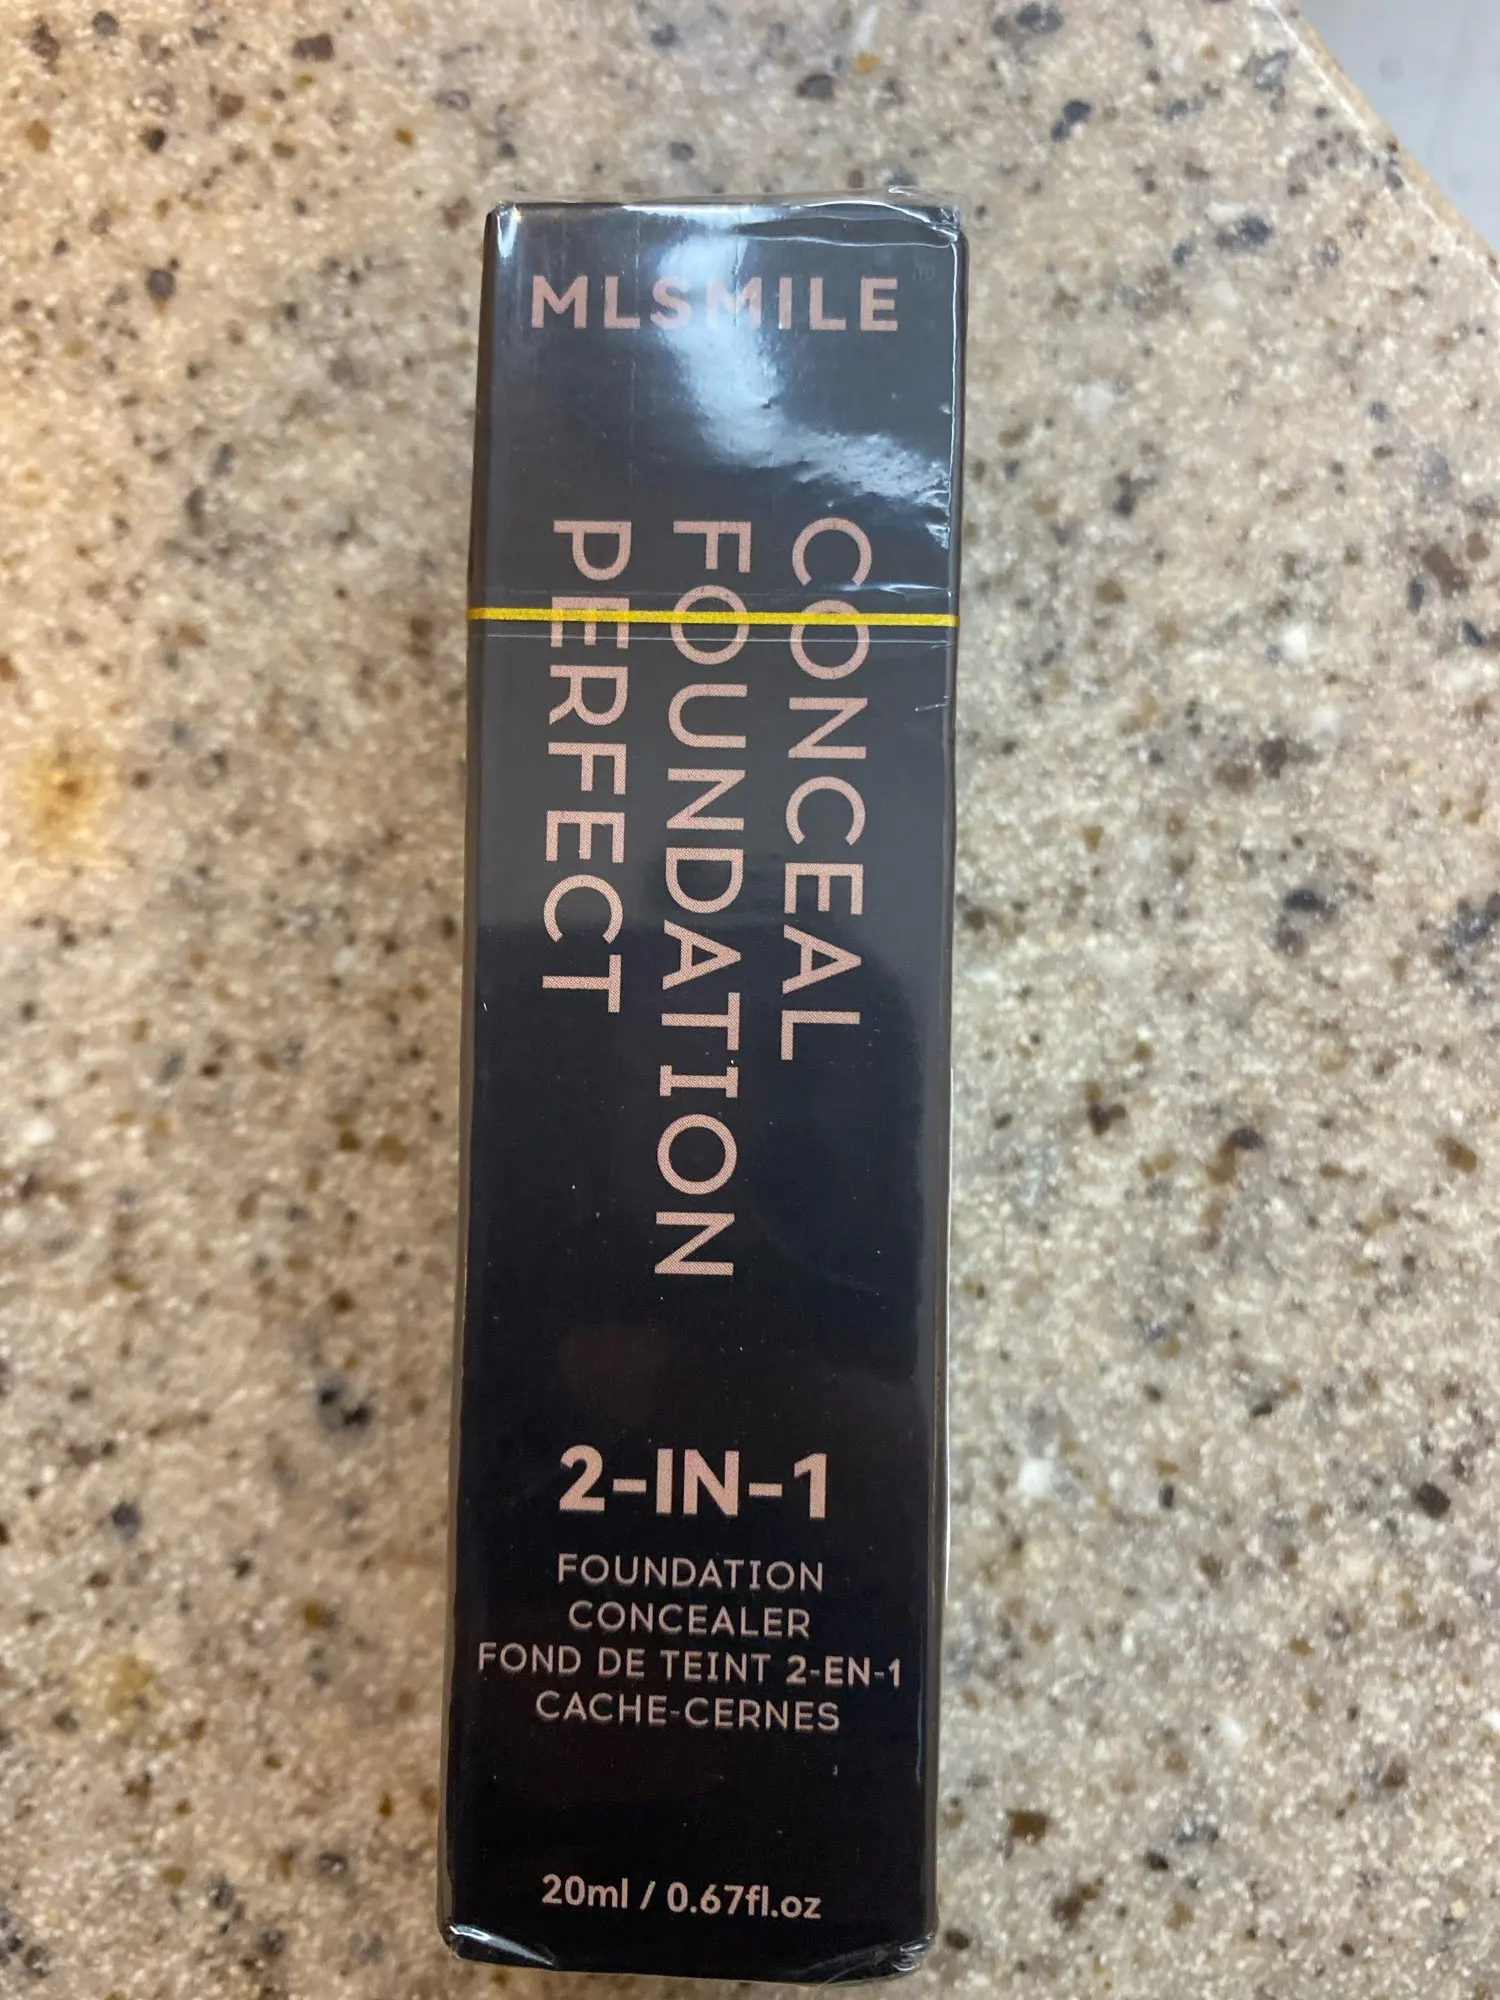 MLSMILE
CONCEAL
FOUNDATION
PERFECT
2-IN-1
FOUNDATION
CONCEALER
FOND DE TEINT 2-EN-1
CACHE-CERNES
20ml / 0.67fl.oz